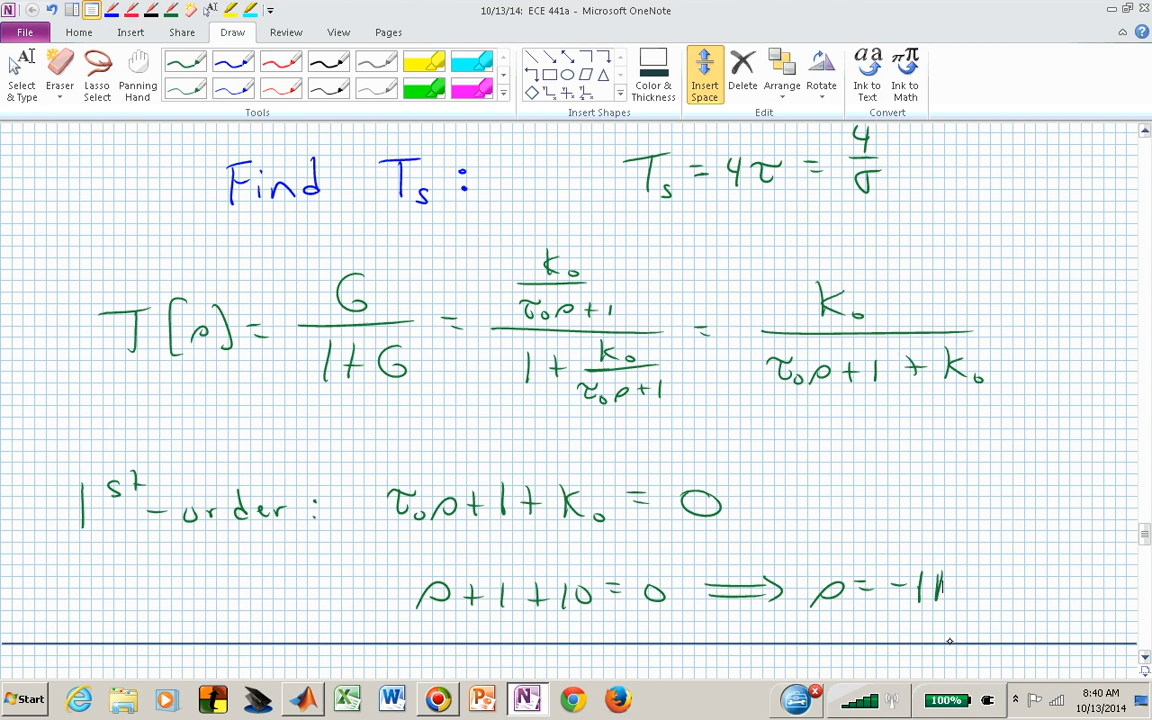 10/13/14: ECE 441a - Microsoft OneNote
File Home Insert Draw Share Review View Pages
Select & Type Eraser Lasso Select Panning Hand Color & Thickness Insert Space Delete Arrange Rotate Ink to Text Ink to Math
Tools Insert Shapes Edit Convert
Find Ts: Ts = 4τ = 4/σ
T[ρ] = G/(1+G) = (K₀/(τ₀ρ+1))/(1+K₀/(τ₀ρ+1)) = K₀/(τ₀ρ+1+K₀)
1st-order: τ₀ρ+1+K₀ = 0
ρ+1+10=0 ⟹ ρ=-11
Start 100% 8:40 AM
10/13/2014